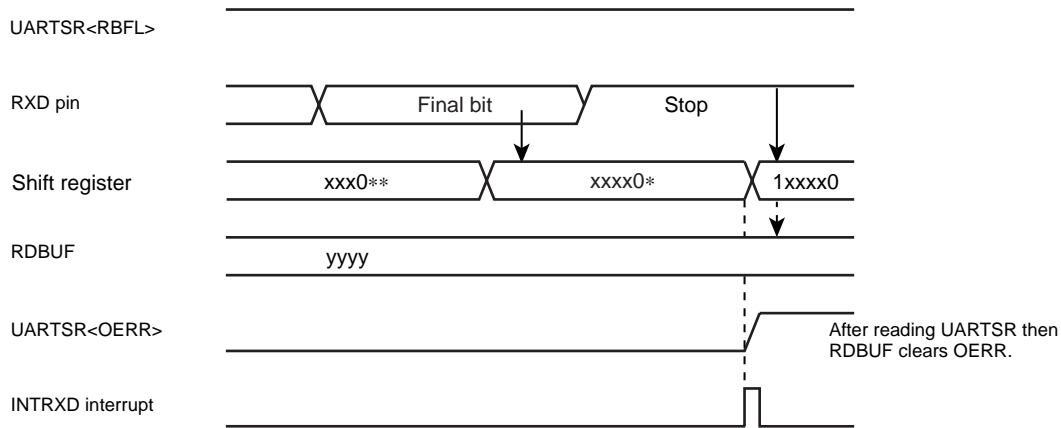 UARTSR<RBFL>
RXD pin
Final bit
Stop
Shift register
xxx0**
xxxx0*
1xxxx0
RDBUF
yyyy
UARTSR<OERR>
After reading UARTSR then
RDBUF clears OERR.
INTRXD interrupt